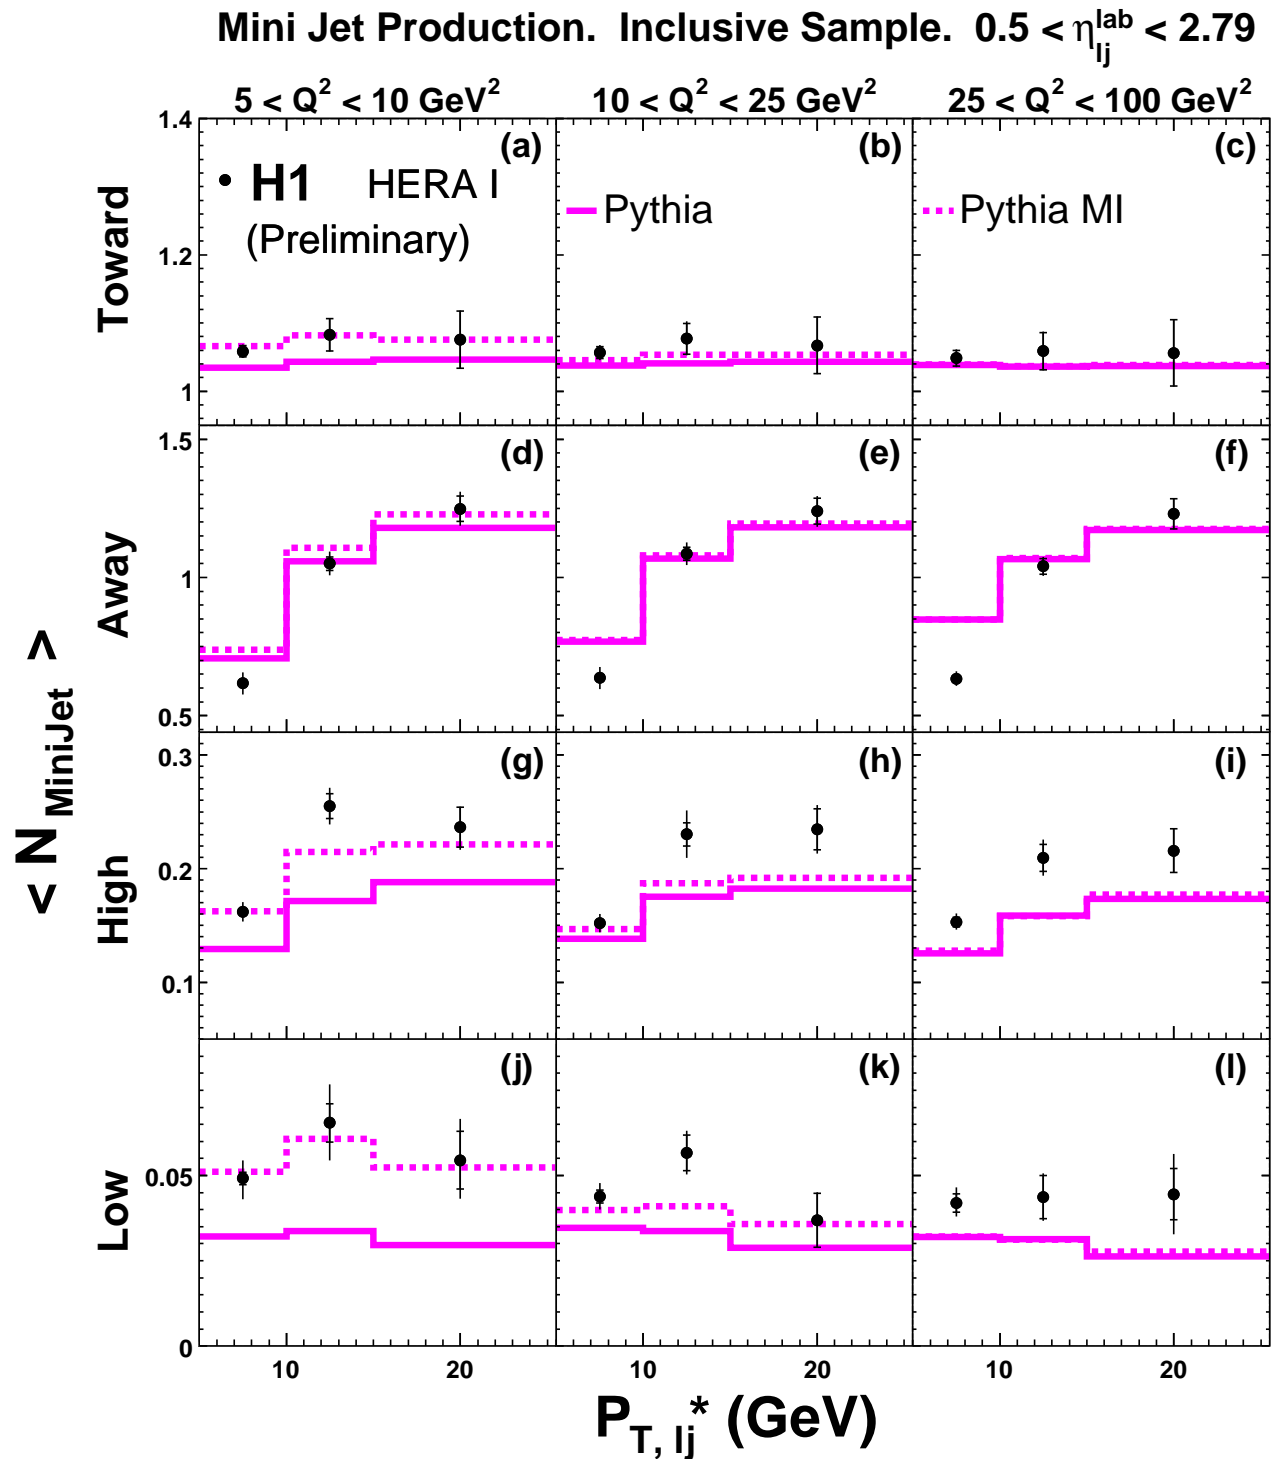 Mini Jet Production. Inclusive Sample. 0.5 < η_lj^lab < 2.79
5 < Q² < 10 GeV² 10 < Q² < 25 GeV² 25 < Q² < 100 GeV²
Toward
1.4
1.2
1
(a)
H1 HERA I
(Preliminary)
(b)
Pythia
(c)
Pythia MI
Away
1.5
1
0.5
(d)
(e)
(f)
High
0.3
0.2
0.1
(g)
(h)
(i)
Low
0.05
0
(j)
(k)
(l)
< N_MiniJet >
10 20 10 20 10 20
P_T, lj* (GeV)